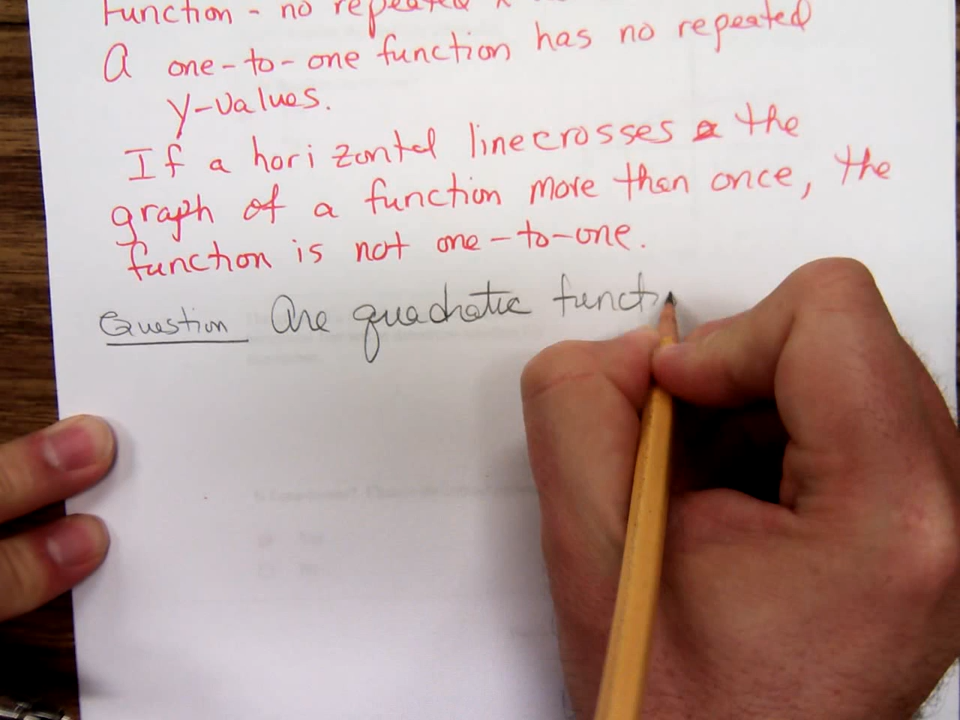 Function - no repeated x
A one-to-one function has no repeated
y-values.
If a horizontal line crosses the
graph of a function more than once, the
function is not one-to-one.
Question Are quadratic funct